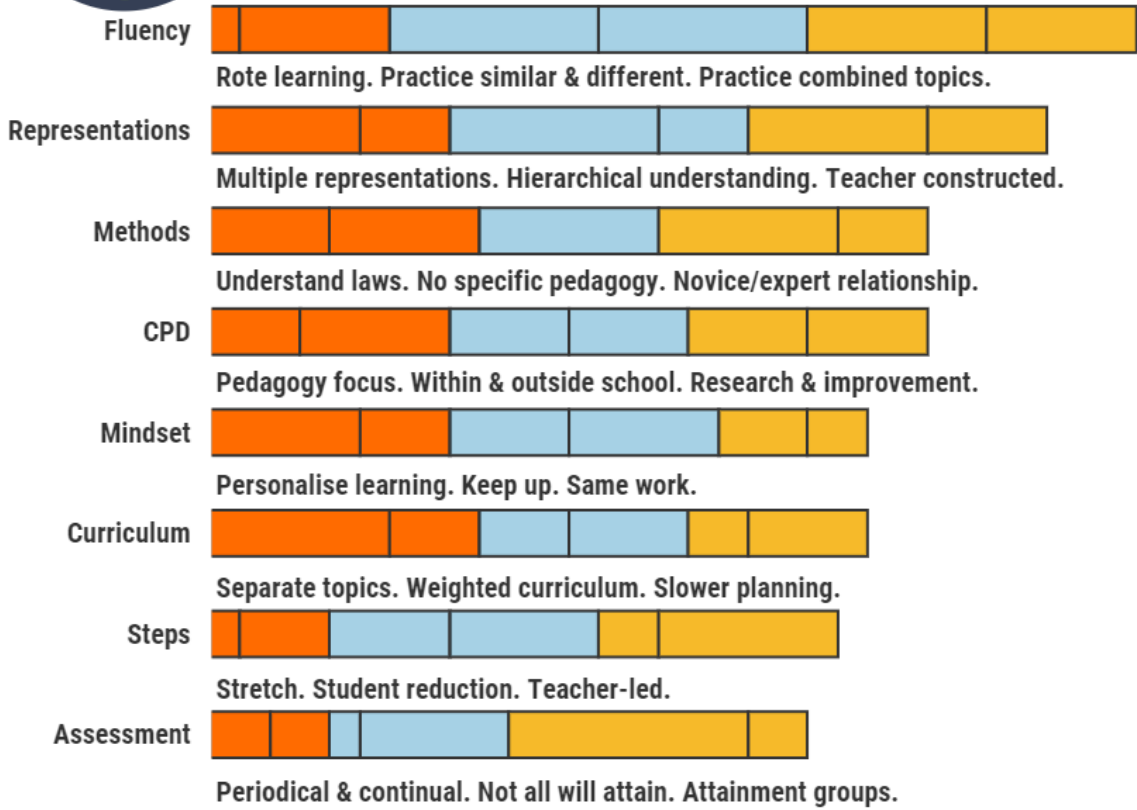 Fluency
Rote learning. Practice similar & different. Practice combined topics.
Representations
Multiple representations. Hierarchical understanding. Teacher constructed.
Methods
Understand laws. No specific pedagogy. Novice/expert relationship.
CPD
Pedagogy focus. Within & outside school. Research & improvement.
Mindset
Personalise learning. Keep up. Same work.
Curriculum
Separate topics. Weighted curriculum. Slower planning.
Steps
Stretch. Student reduction. Teacher-led.
Assessment
Periodical & continual. Not all will attain. Attainment groups.